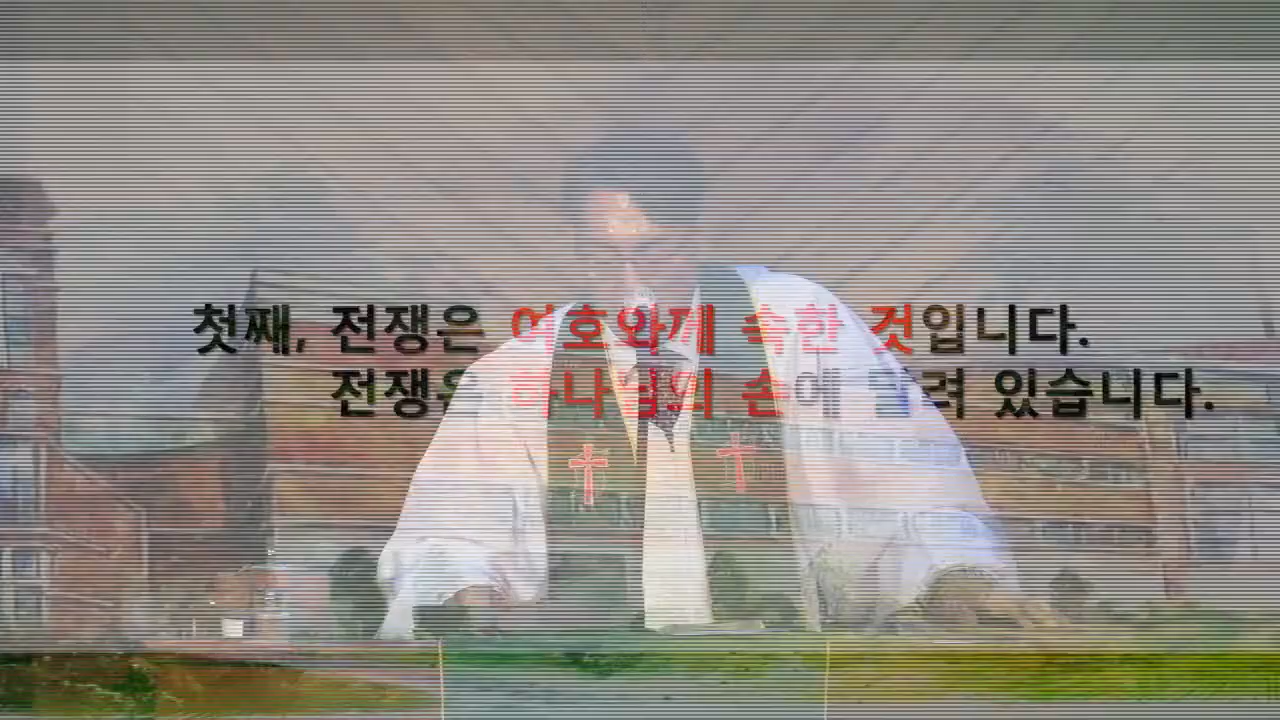 첫째, 전쟁은 여호와께 속한 것입니다.
전쟁은 하나님의 손에 달려 있습니다.